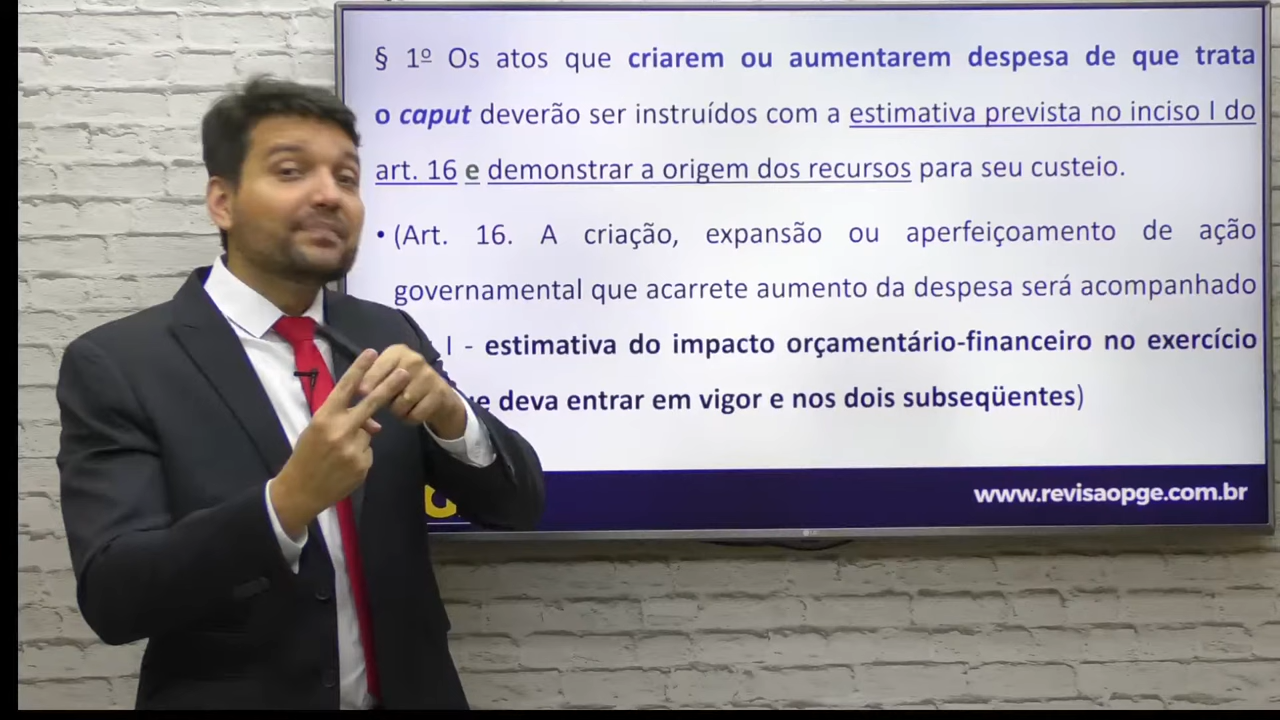 § 1º Os atos que criarem ou aumentarem despesa de que trata
o caput deverão ser instruídos com a estimativa prevista no inciso I do
art. 16 e demonstrar a origem dos recursos para seu custeio.
• (Art. 16. A criação, expansão ou aperfeiçoamento de ação
governamental que acarrete aumento da despesa será acompanhado
I - estimativa do impacto orçamentário-financeiro no exercício
deva entrar em vigor e nos dois subseqüentes)
www.revisaopge.com.br